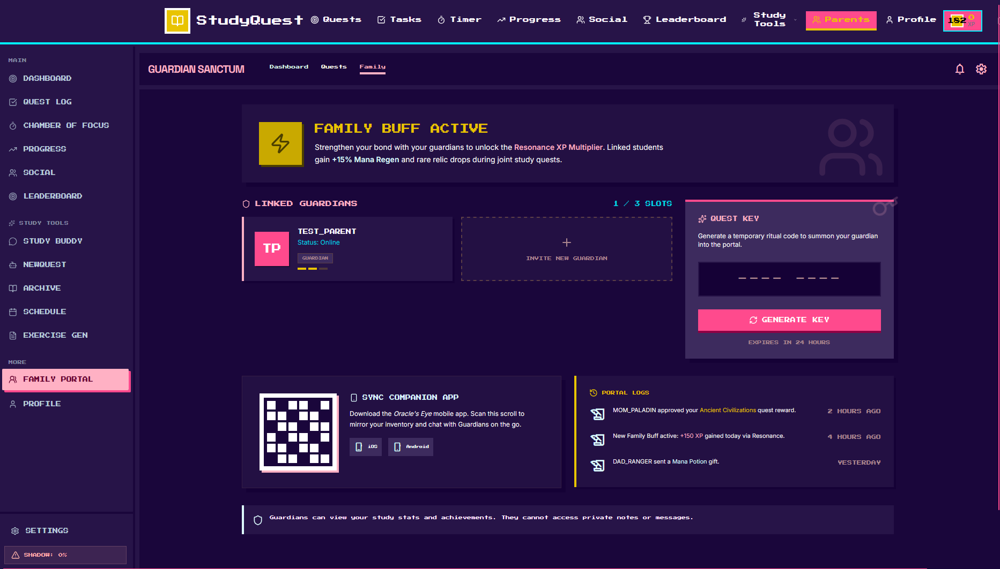 StudyQuest
Quests
Tasks
Timer
Progress
Social
Leaderboard
Study
Tools
Parents
Profile
0
XP
MAIN
DASHBOARD
QUEST LOG
CHAMBER OF FOCUS
PROGRESS
SOCIAL
LEADERBOARD
STUDY TOOLS
STUDY BUDDY
NEWQUEST
ARCHIVE
SCHEDULE
EXERCISE GEN
MORE
FAMILY PORTAL
PROFILE
SETTINGS
SHADOW: 0%
GUARDIAN SANCTUM
Dashboard
Quests
Family
FAMILY BUFF ACTIVE
Strengthen your bond with your guardians to unlock the Resonance XP Multiplier. Linked students
gain +15% Mana Regen and rare relic drops during joint study quests.
LINKED GUARDIANS
1 / 3 SLOTS
TP
TEST_PARENT
Status: Online
GUARDIAN
INVITE NEW GUARDIAN
QUEST KEY
Generate a temporary ritual code to summon your guardian
into the portal.
____ ____
GENERATE KEY
EXPIRES IN 24 HOURS
SYNC COMPANION APP
Download the Oracle's Eye mobile app. Scan this scroll to
mirror your inventory and chat with Guardians on the go.
iOS
Android
PORTAL LOGS
MOM_PALADIN approved your Ancient Civilizations quest reward.
2 HOURS AGO
New Family Buff active: +150 XP gained today via Resonance.
4 HOURS AGO
DAD_RANGER sent a Mana Potion gift.
YESTERDAY
Guardians can view your study stats and achievements. They cannot access private notes or messages.